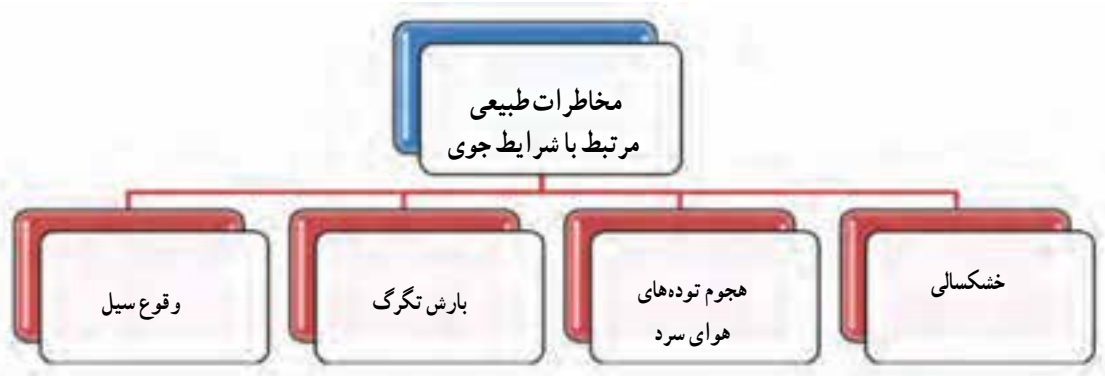 مخاطرات طبیعی
مرتبط با شرایط جوی
خشکسالی
هجوم توده‌های
هوای سرد
بارش تگرگ
وقوع سیل